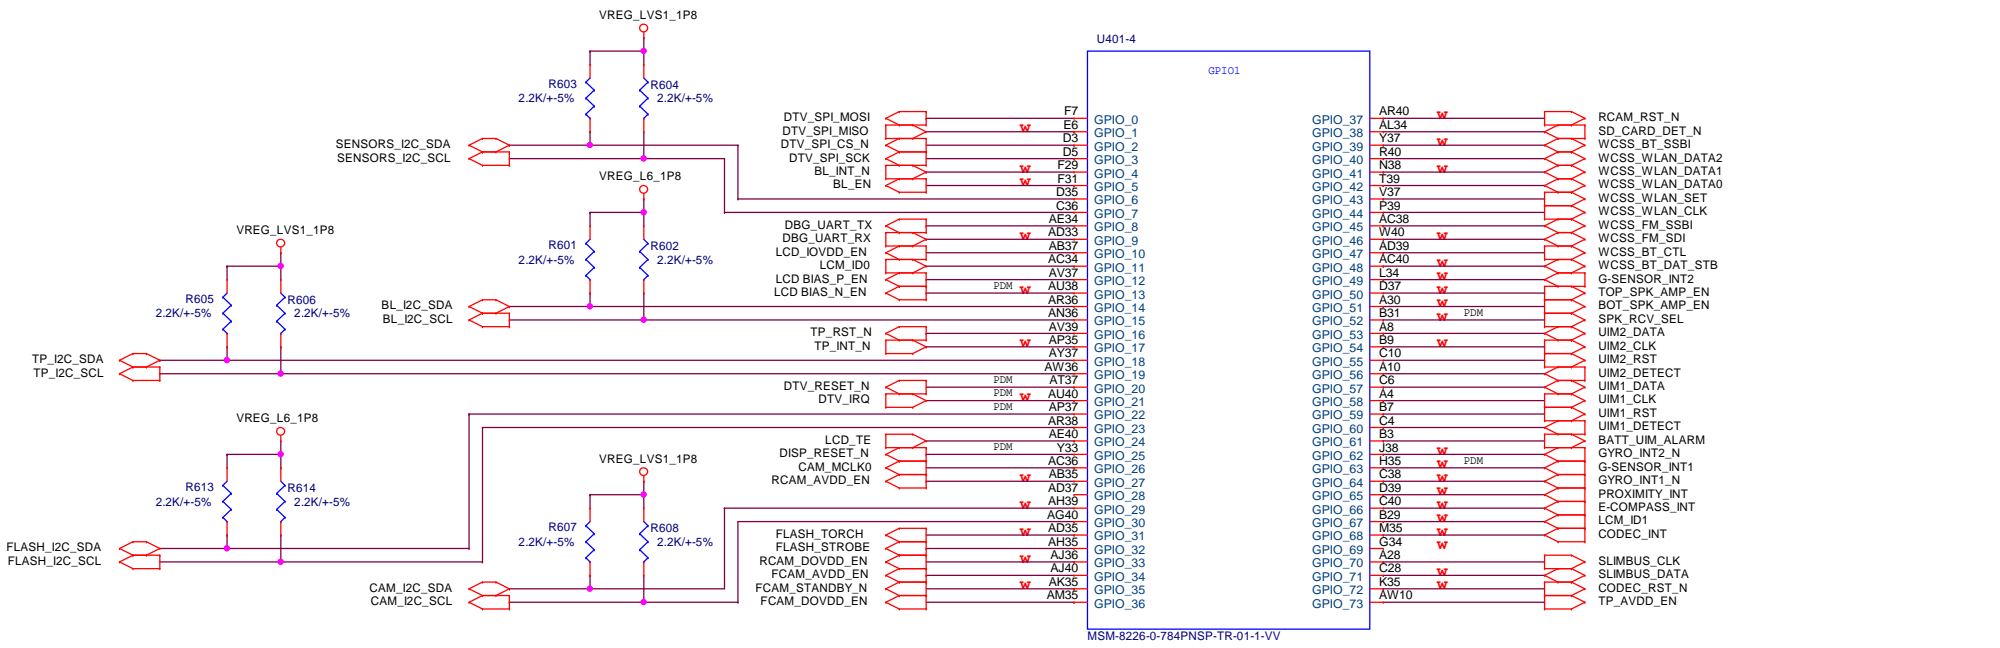 VREG_LVS1_1P8
R603
2.2K/+-5%
R604
2.2K/+-5%
SENSORS_I2C_SDA
SENSORS_I2C_SCL
VREG_L6_1P8
R601
2.2K/+-5%
R602
2.2K/+-5%
BL_I2C_SDA
BL_I2C_SCL
VREG_LVS1_1P8
R605
2.2K/+-5%
R606
2.2K/+-5%
TP_I2C_SDA
TP_I2C_SCL
VREG_L6_1P8
R613
2.2K/+-5%
R614
2.2K/+-5%
FLASH_I2C_SDA
FLASH_I2C_SCL
VREG_LVS1_1P8
R607
2.2K/+-5%
R608
2.2K/+-5%
CAM_I2C_SDA
CAM_I2C_SCL
U401-4
GPIO1
DTV_SPI_MOSI F7 GPIO_0
DTV_SPI_MISO W E6 GPIO_1
DTV_SPI_CS_N D3 GPIO_2
DTV_SPI_SCK D5 GPIO_3
BL_INT_N W F29 GPIO_4
BL_EN W F31 GPIO_5
D35 GPIO_6
C36 GPIO_7
DBG_UART_TX AE34 GPIO_8
DBG_UART_RX W AD33 GPIO_9
LCD_IOVDD_EN AB37 GPIO_10
LCM_ID0 AC34 GPIO_11
LCD BIAS_P_EN AV37 GPIO_12
LCD BIAS_N_EN PDM W AU38 GPIO_13
AR36 GPIO_14
AN36 GPIO_15
TP_RST_N AV39 GPIO_16
TP_INT_N W AP35 GPIO_17
AY37 GPIO_18
AW36 GPIO_19
DTV_RESET_N PDM AT37 GPIO_20
DTV_IRQ PDM W AU40 GPIO_21
PDM AP37 GPIO_22
AR38 GPIO_23
LCD_TE AE40 GPIO_24
DISP_RESET_N PDM Y33 GPIO_25
CAM_MCLK0 AC36 GPIO_26
RCAM_AVDD_EN W AB35 GPIO_27
AD37 GPIO_28
W AH39 GPIO_29
AG40 GPIO_30
FLASH_TORCH W AD35 GPIO_31
FLASH_STROBE AH35 GPIO_32
RCAM_DOVDD_EN W AJ36 GPIO_33
FCAM_AVDD_EN AJ40 GPIO_34
FCAM_STANDBY_N W AK35 GPIO_35
FCAM_DOVDD_EN AM35 GPIO_36
GPIO_37 AR40 W RCAM_RST_N
GPIO_38 AL34 SD_CARD_DET_N
GPIO_39 Y37 W WCSS_BT_SSBI
GPIO_40 R40 WCSS_WLAN_DATA2
GPIO_41 N38 W WCSS_WLAN_DATA1
GPIO_42 T39 WCSS_WLAN_DATA0
GPIO_43 V37 WCSS_WLAN_SET
GPIO_44 P39 WCSS_WLAN_CLK
GPIO_45 AC38 WCSS_FM_SSBI
GPIO_46 W40 W WCSS_FM_SDI
GPIO_47 AD39 WCSS_BT_CTL
GPIO_48 AC40 W WCSS_BT_DAT_STB
GPIO_49 L34 W G-SENSOR_INT2
GPIO_50 D37 W TOP_SPK_AMP_EN
GPIO_51 A30 W BOT_SPK_AMP_EN
GPIO_52 B31 W PDM SPK_RCV_SEL
GPIO_53 A8 UIM2_DATA
GPIO_54 B9 W UIM2_CLK
GPIO_55 C10 UIM2_RST
GPIO_56 A10 UIM2_DETECT
GPIO_57 C6 UIM1_DATA
GPIO_58 A4 UIM1_CLK
GPIO_59 B7 UIM1_RST
GPIO_60 C4 UIM1_DETECT
GPIO_61 B3 BATT_UIM_ALARM
GPIO_62 J38 W GYRO_INT2_N
GPIO_63 H35 W PDM G-SENSOR_INT1
GPIO_64 C38 W GYRO_INT1_N
GPIO_65 D39 W PROXIMITY_INT
GPIO_66 C40 W E-COMPASS_INT
GPIO_67 B29 W LCM_ID1
GPIO_68 M35 W CODEC_INT
GPIO_69 G34 W
GPIO_70 A28 SLIMBUS_CLK
GPIO_71 C28 W SLIMBUS_DATA
GPIO_72 K35 W CODEC_RST_N
GPIO_73 AW10 TP_AVDD_EN
MSM-8226-0-784PNSP-TR-01-1-VV